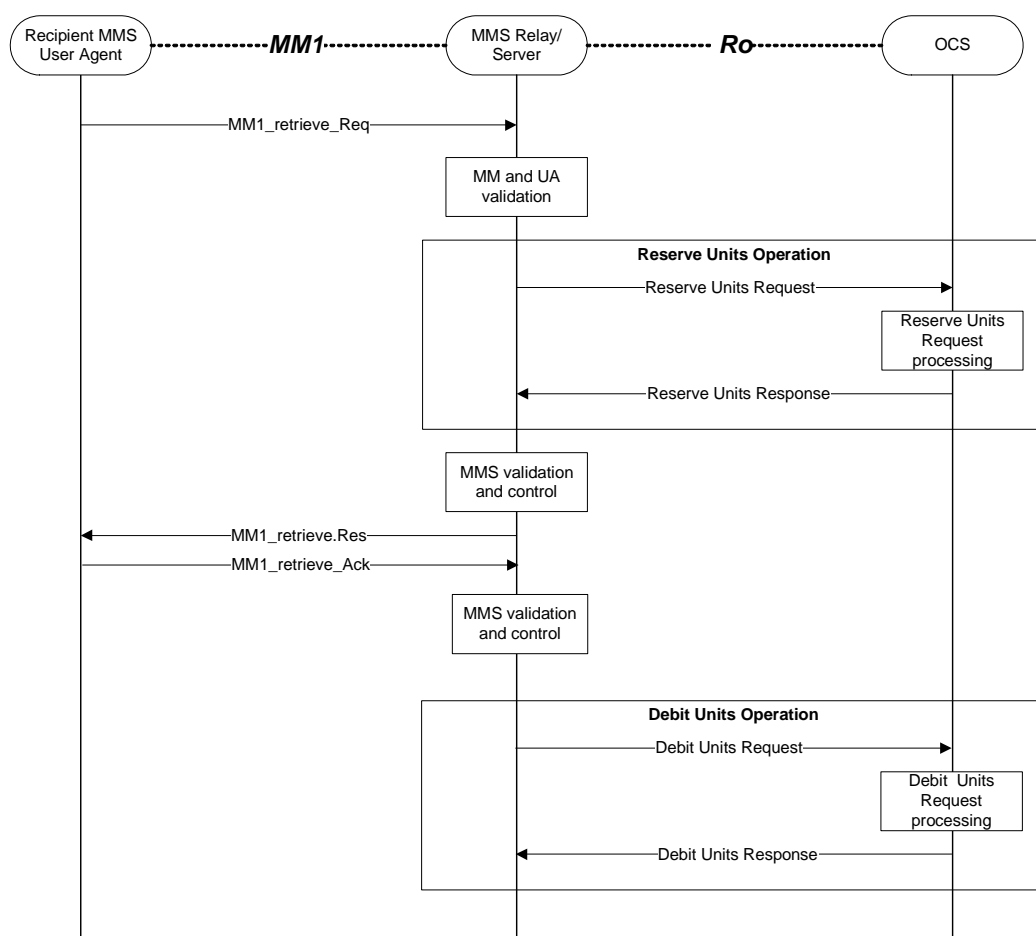 Recipient MMS
User Agent
MM1
MMS Relay/
Server
Ro
OCS
MM1_retrieve_Req
MM and UA
validation
Reserve Units Operation
Reserve Units Request
Reserve Units
Request
processing
Reserve Units Response
MMS validation
and control
MM1_retrieve.Res
MM1_retrieve_Ack
MMS validation
and control
Debit Units Operation
Debit Units Request
Debit Units
Request
processing
Debit Units Response